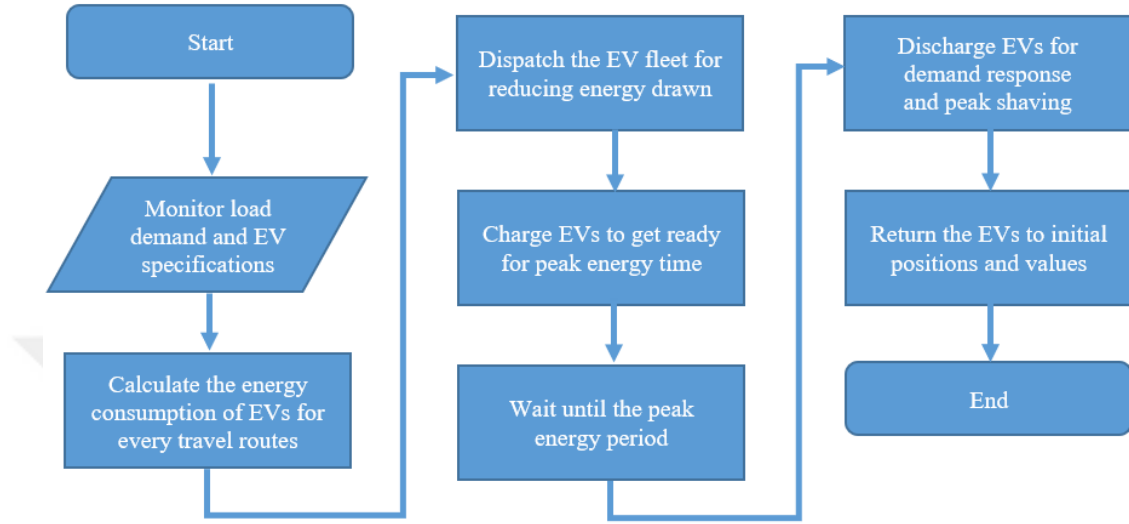 Start
Monitor load
demand and EV
specifications
Calculate the energy
consumption of EVs for
every travel routes
Dispatch the EV fleet for
reducing energy drawn
Charge EVs to get ready
for peak energy time
Wait until the peak
energy period
Discharge EVs for
demand response
and peak shaving
Return the EVs to initial
positions and values
End